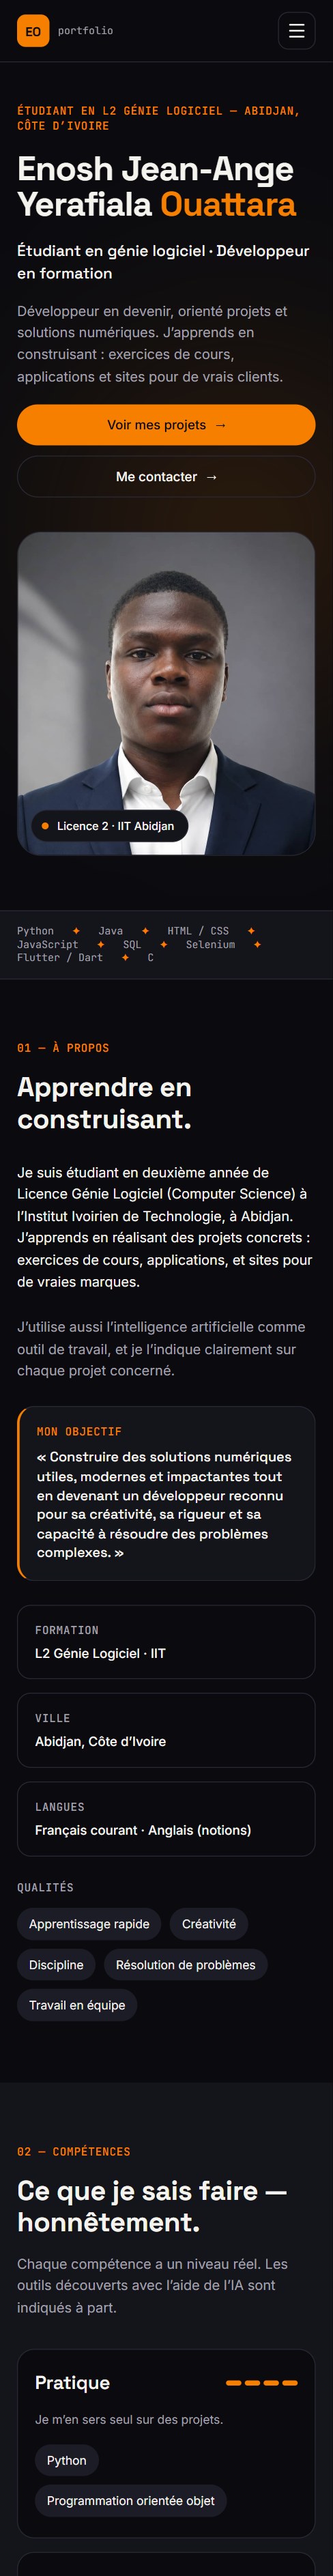 EO portfolio
ÉTUDIANT EN L2 GÉNIE LOGICIEL — ABIDJAN,
CÔTE D’IVOIRE
Enosh Jean-Ange
Yerafiala Ouattara
Étudiant en génie logiciel · Développeur
en formation
Développeur en devenir, orienté projets et
solutions numériques. J’apprends en
construisant : exercices de cours,
applications et sites pour de vrais clients.
Voir mes projets →
Me contacter →
Licence 2 · IIT Abidjan
Python ✦ Java ✦ HTML / CSS ✦
JavaScript ✦ SQL ✦ Selenium ✦
Flutter / Dart ✦ C
01 — À PROPOS
Apprendre en
construisant.
Je suis étudiant en deuxième année de
Licence Génie Logiciel (Computer Science) à
l’Institut Ivoirien de Technologie, à Abidjan.
J’apprends en réalisant des projets concrets :
exercices de cours, applications, et sites pour
de vraies marques.
J’utilise aussi l’intelligence artificielle comme
outil de travail, et je l’indique clairement sur
chaque projet concerné.
MON OBJECTIF
« Construire des solutions numériques
utiles, modernes et impactantes tout
en devenant un développeur reconnu
pour sa créativité, sa rigueur et sa
capacité à résoudre des problèmes
complexes. »
FORMATION
L2 Génie Logiciel · IIT
VILLE
Abidjan, Côte d’Ivoire
LANGUES
Français courant · Anglais (notions)
QUALITÉS
Apprentissage rapide Créativité
Discipline Résolution de problèmes
Travail en équipe
02 — COMPÉTENCES
Ce que je sais faire —
honnêtement.
Chaque compétence a un niveau réel. Les
outils découverts avec l’aide de l’IA sont
indiqués à part.
Pratique
Je m’en sers seul sur des projets.
Python
Programmation orientée objet